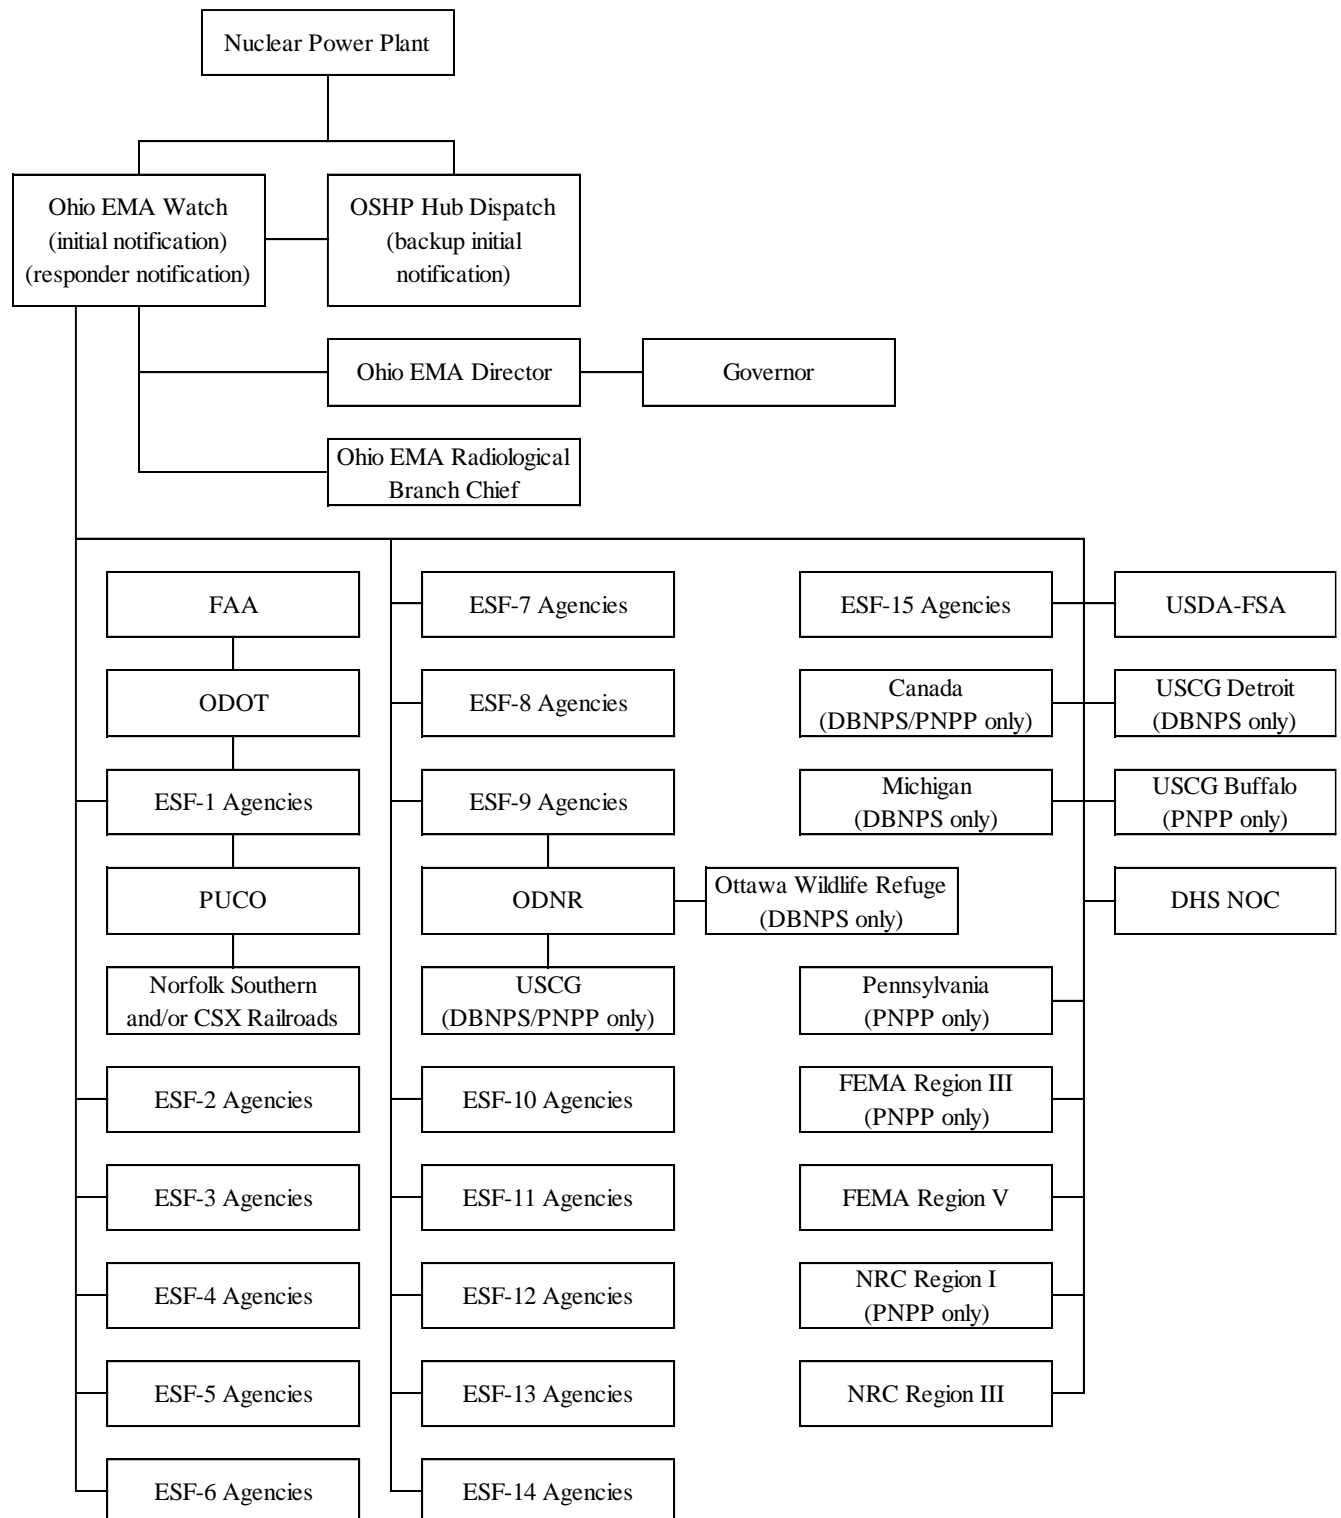 Nuclear Power Plant
Ohio EMA Watch
(initial notification)
(responder notification)
OSHP Hub Dispatch
(backup initial
notification)
Ohio EMA Director
Governor
Ohio EMA Radiological
Branch Chief
FAA
ESF-7 Agencies
ESF-15 Agencies
USDA-FSA
ODOT
ESF-8 Agencies
Canada
(DBNPS/PNPP only)
USCG Detroit
(DBNPS only)
ESF-1 Agencies
ESF-9 Agencies
Michigan
(DBNPS only)
USCG Buffalo
(PNPP only)
PUCO
ODNR
Ottawa Wildlife Refuge
(DBNPS only)
DHS NOC
Norfolk Southern
and/or CSX Railroads
USCG
(DBNPS/PNPP only)
Pennsylvania
(PNPP only)
ESF-2 Agencies
ESF-10 Agencies
FEMA Region III
(PNPP only)
ESF-3 Agencies
ESF-11 Agencies
FEMA Region V
ESF-4 Agencies
ESF-12 Agencies
NRC Region I
(PNPP only)
ESF-5 Agencies
ESF-13 Agencies
NRC Region III
ESF-6 Agencies
ESF-14 Agencies